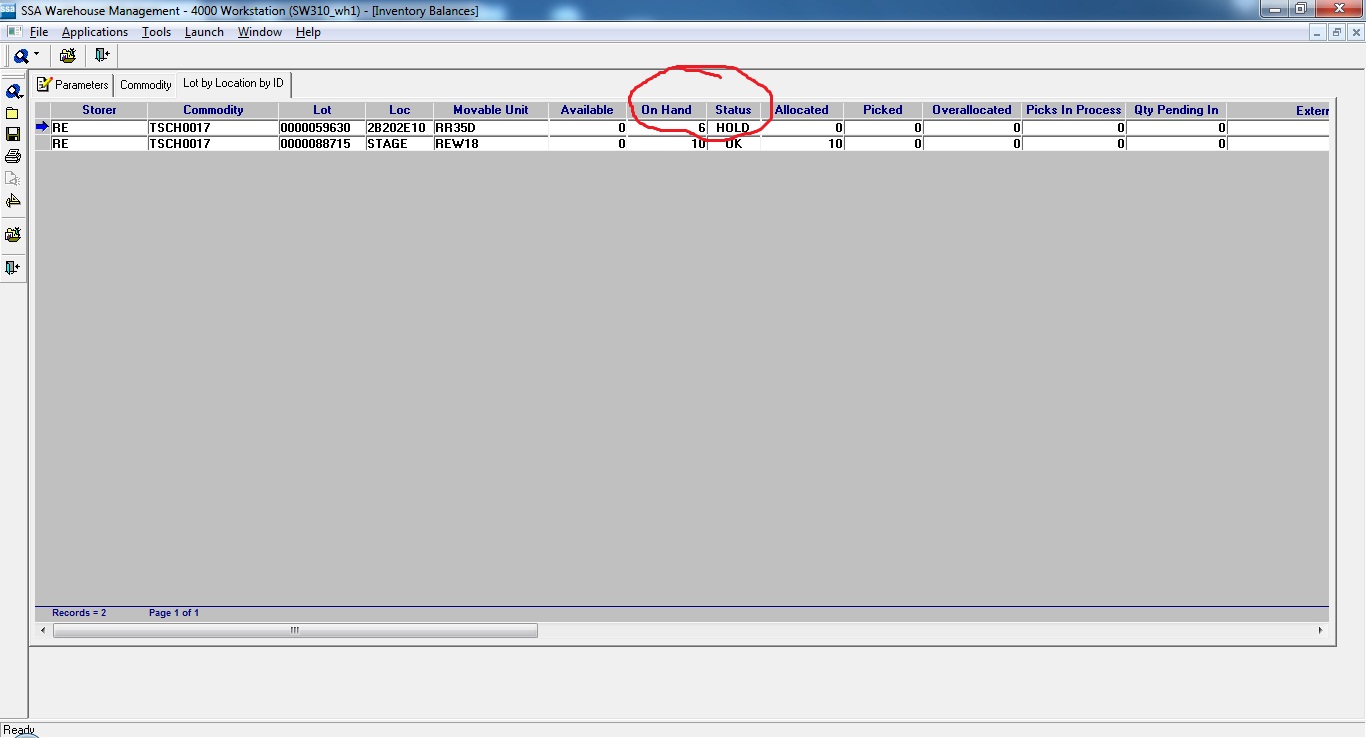 SSA Warehouse Management - 4000 Workstation (SW310_wh1) - [Inventory Balances]
File Applications Tools Launch Window Help
Parameters Commodity Lot by Location by ID
Storer Commodity Lot Loc Movable Unit Available On Hand Status Allocated Picked Overallocated Picks In Process Qty Pending In Extern
RE TSCH0017 0000059630 2B202E10 RR35D 0 6 HOLD 0 0 0 0 0
RE TSCH0017 0000088715 STAGE REW18 0 10 OK 10 0 0 0 0
Records = 2 Page 1 of 1
Ready